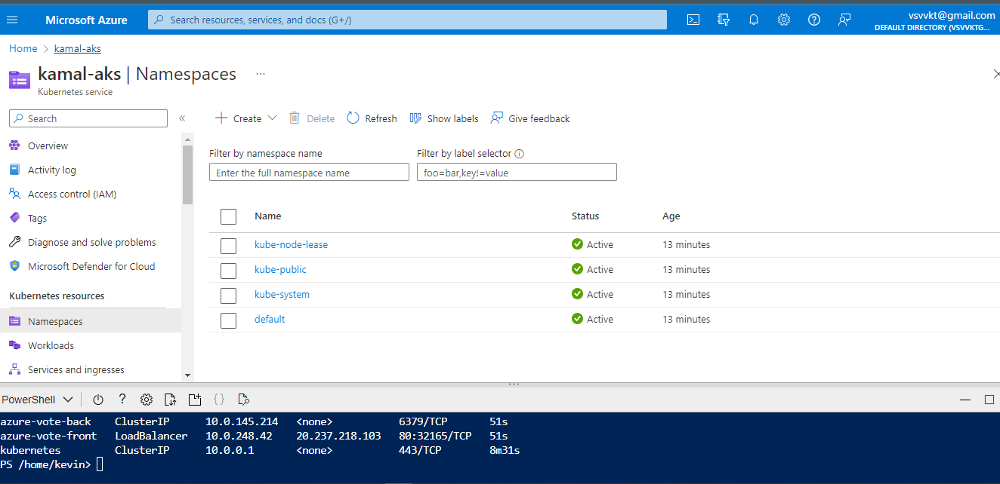 Microsoft Azure
Search resources, services, and docs (G+/)
vsvvkt@gmail.com
DEFAULT DIRECTORY (VSVVKTG...
Home > kamal-aks
kamal-aks | Namespaces ...
Kubernetes service
Search
«
Create
Delete
Refresh
Show labels
Give feedback
Overview
Activity log
Access control (IAM)
Tags
Diagnose and solve problems
Microsoft Defender for Cloud
Kubernetes resources
Namespaces
Workloads
Services and ingresses
Filter by namespace name
Enter the full namespace name
Filter by label selector
foo=bar,key!=value
Name Status Age
kube-node-lease Active 13 minutes
kube-public Active 13 minutes
kube-system Active 13 minutes
default Active 13 minutes
PowerShell ? {}
azure-vote-back ClusterIP 10.0.145.214 <none> 6379/TCP 51s
azure-vote-front LoadBalancer 10.0.248.42 20.237.218.103 80:32165/TCP 51s
kubernetes ClusterIP 10.0.0.1 <none> 443/TCP 8m31s
PS /home/kevin>